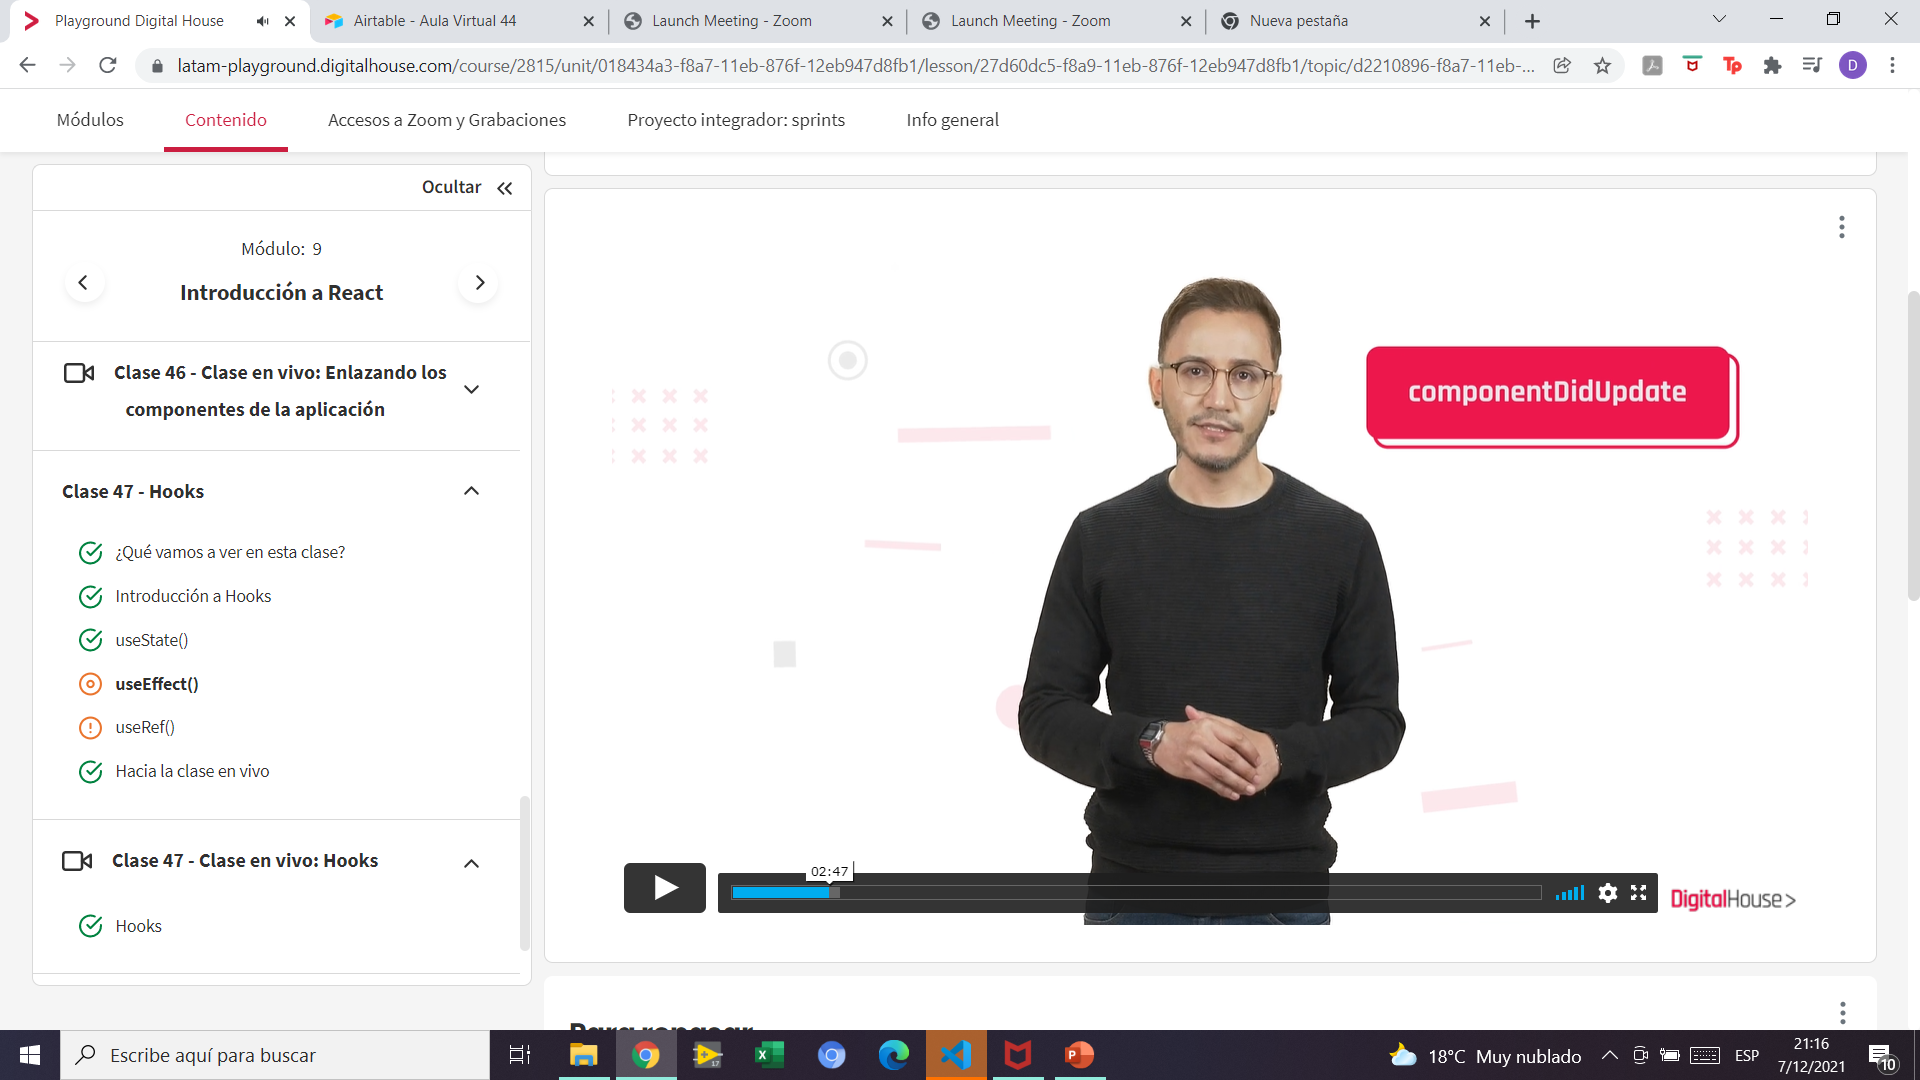 Playground Digital House
Airtable - Aula Virtual 44
Launch Meeting - Zoom
Launch Meeting - Zoom
Nueva pestaña
latam-playground.digitalhouse.com/course/2815/unit/018434a3-f8a7-11eb-876f-12eb947d8fb1/lesson/27d60dc5-f8a9-11eb-876f-12eb947d8fb1/topic/d2210896-f8a7-11eb-...
Tp
D
Módulos
Contenido
Accesos a Zoom y Grabaciones
Proyecto integrador: sprints
Info general
Ocultar
Módulo: 9
Introducción a React
Clase 46 - Clase en vivo: Enlazando los
componentes de la aplicación
Clase 47 - Hooks
¿Qué vamos a ver en esta clase?
Introducción a Hooks
useState()
useEffect()
useRef()
Hacia la clase en vivo
Clase 47 - Clase en vivo: Hooks
Hooks
componentDidUpdate
02:47
DigitalHouse>
Para repasar
Escribe aquí para buscar
18°C Muy nublado
ESP
21:16
7/12/2021
10